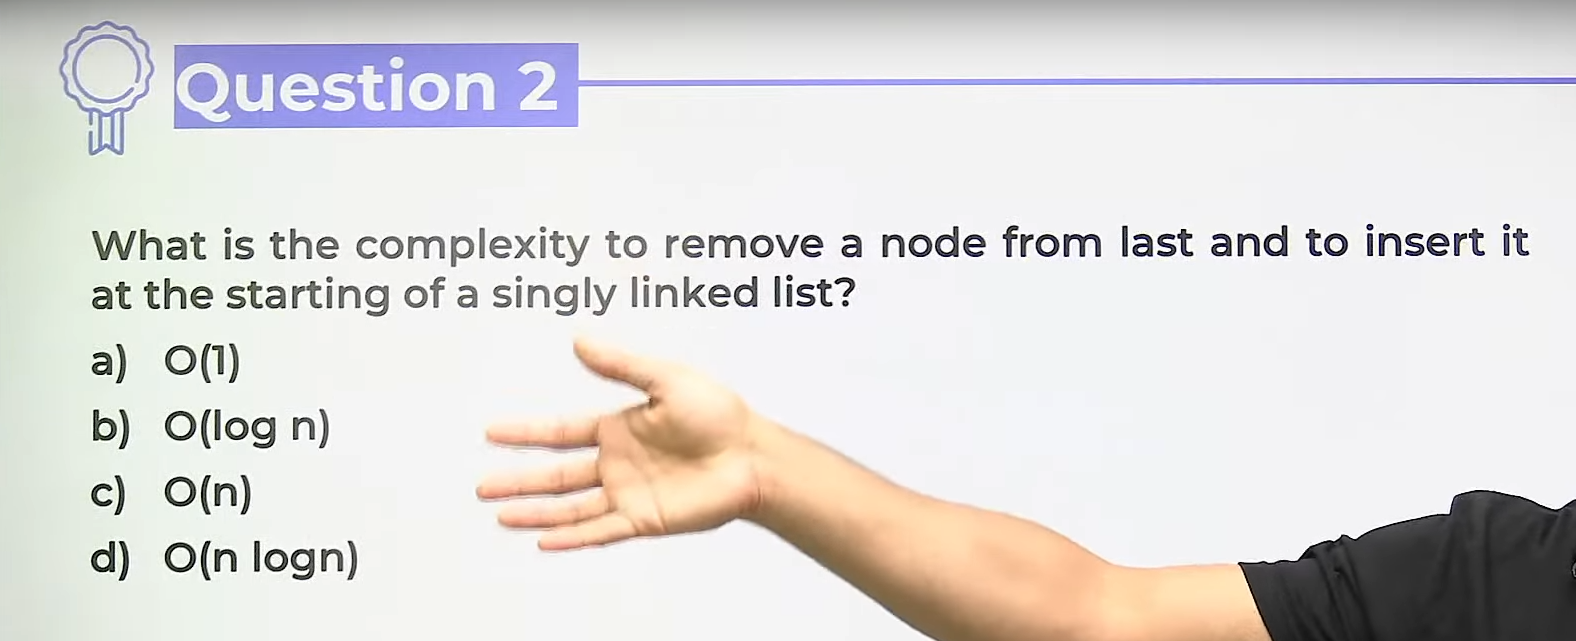 Question 2
What is the complexity to remove a node from last and to insert it
at the starting of a singly linked list?
a) O(1)
b) O(log n)
c) O(n)
d) O(n logn)